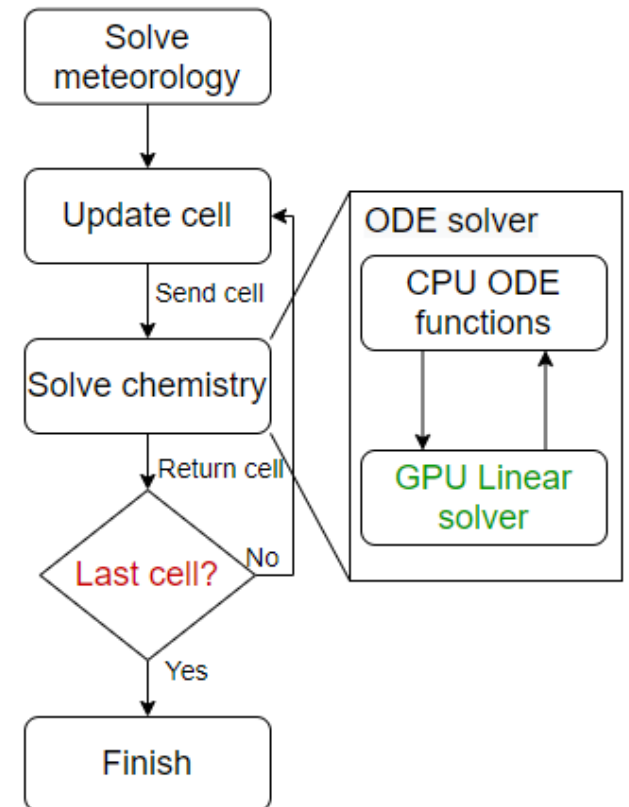 Solve
meteorology
Update cell
Send cell
Solve chemistry
Return cell
Last cell?
No
Yes
Finish
ODE solver
CPU ODE
functions
GPU Linear
solver